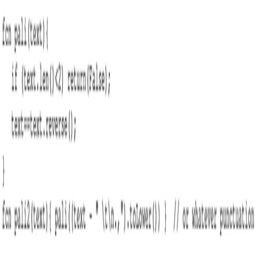 fcn pali(text){
if (text.len()<2) return(False);
text==text.reverse();
}
fcn pali2(text){ pali((text - " \t\n.,").toLower()) } // or whatever punctuation